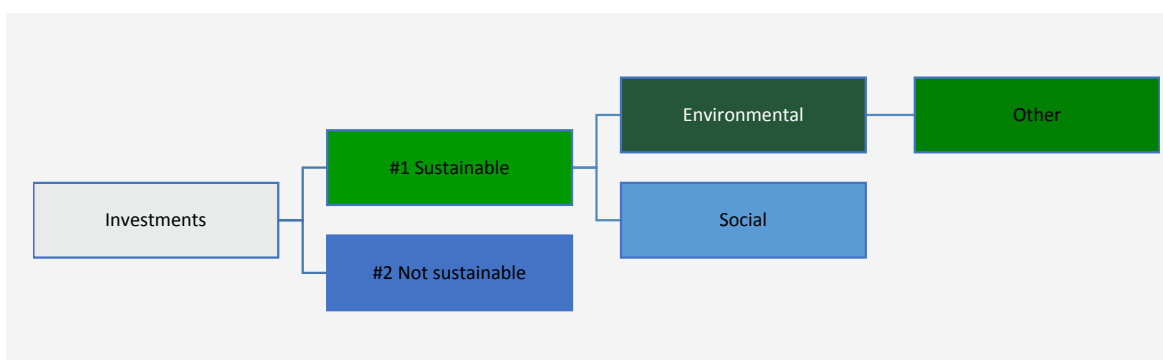 Environmental
Other
#1 Sustainable
Investments
Social
#2 Not sustainable